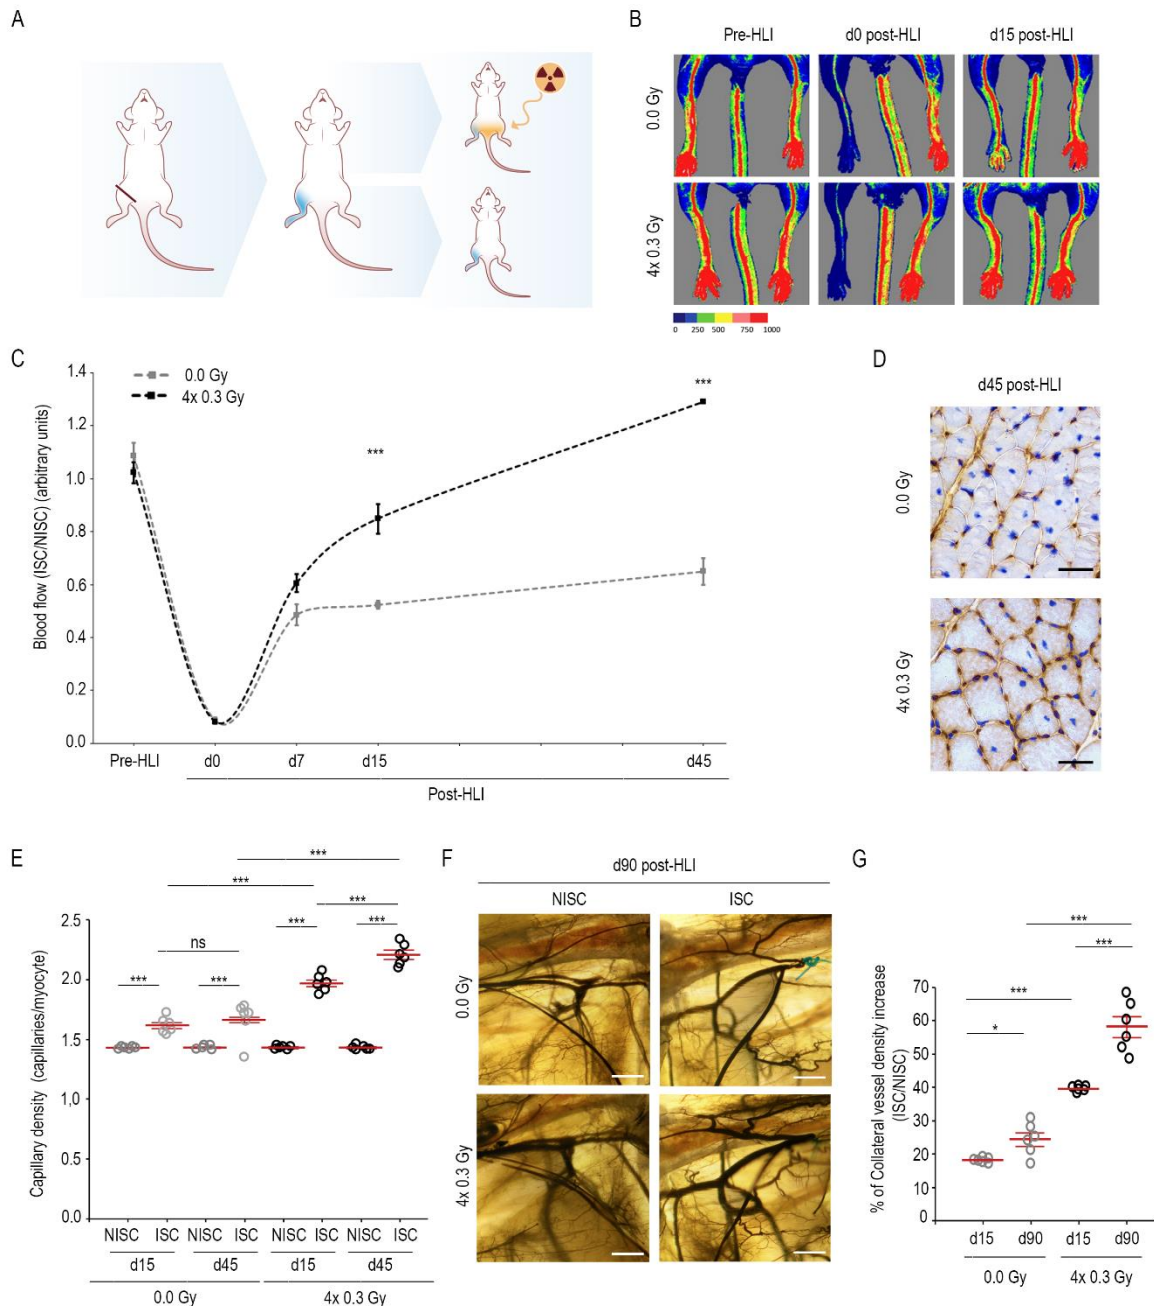 A
B
Pre-HLI
d0 post-HLI
d15 post-HLI
0.0 Gy
4x 0.3 Gy
0 250 500 750 1000
C
0.0 Gy
4x 0.3 Gy
Blood flow (ISC/NISC) (arbitrary units)
1.4
1.2
1.0
0.8
0.6
0.4
0.2
0.0
***
***
Pre-HLI d0 d7 d15 d45
Post-HLI
D
d45 post-HLI
0.0 Gy
4x 0.3 Gy
E
Capillary density (capillaries/myocyte)
2.5
2.0
1.5
1,0
0.5
0.0
***
***
***
ns
***
***
***
***
NISC ISC NISC ISC NISC ISC NISC ISC
d15 d45 d15 d45
0.0 Gy 4x 0.3 Gy
F
d90 post-HLI
NISC ISC
0.0 Gy
4x 0.3 Gy
G
% of Collateral vessel density increase
(ISC/NISC)
70
60
50
40
30
20
10
0
***
***
***
*
d15 d90 d15 d90
0.0 Gy 4x 0.3 Gy